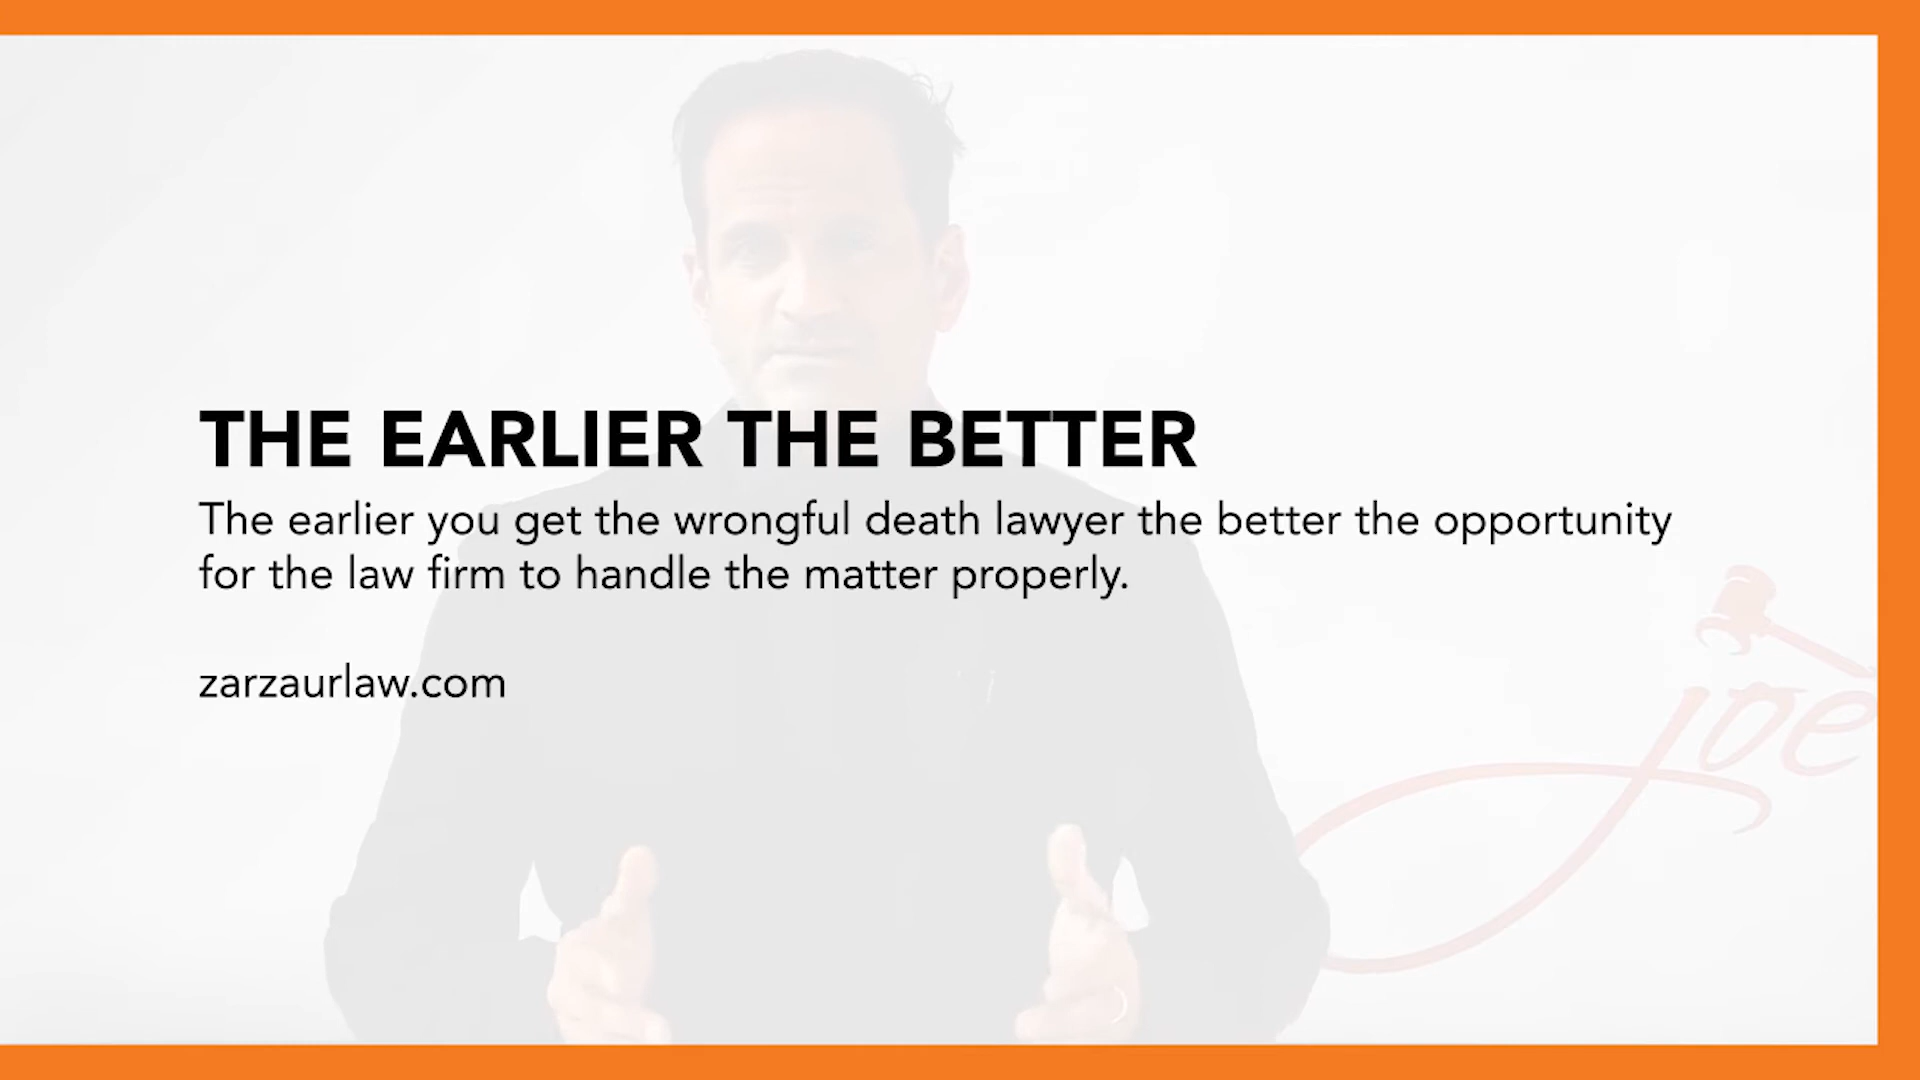 THE EARLIER THE BETTER
The earlier you get the wrongful death lawyer the better the opportunity
for the law firm to handle the matter properly.
zarzaurlaw.com
joe